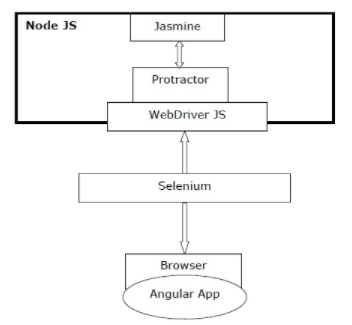 Node JS
Jasmine
Protractor
WebDriver JS
Selenium
Browser
Angular App